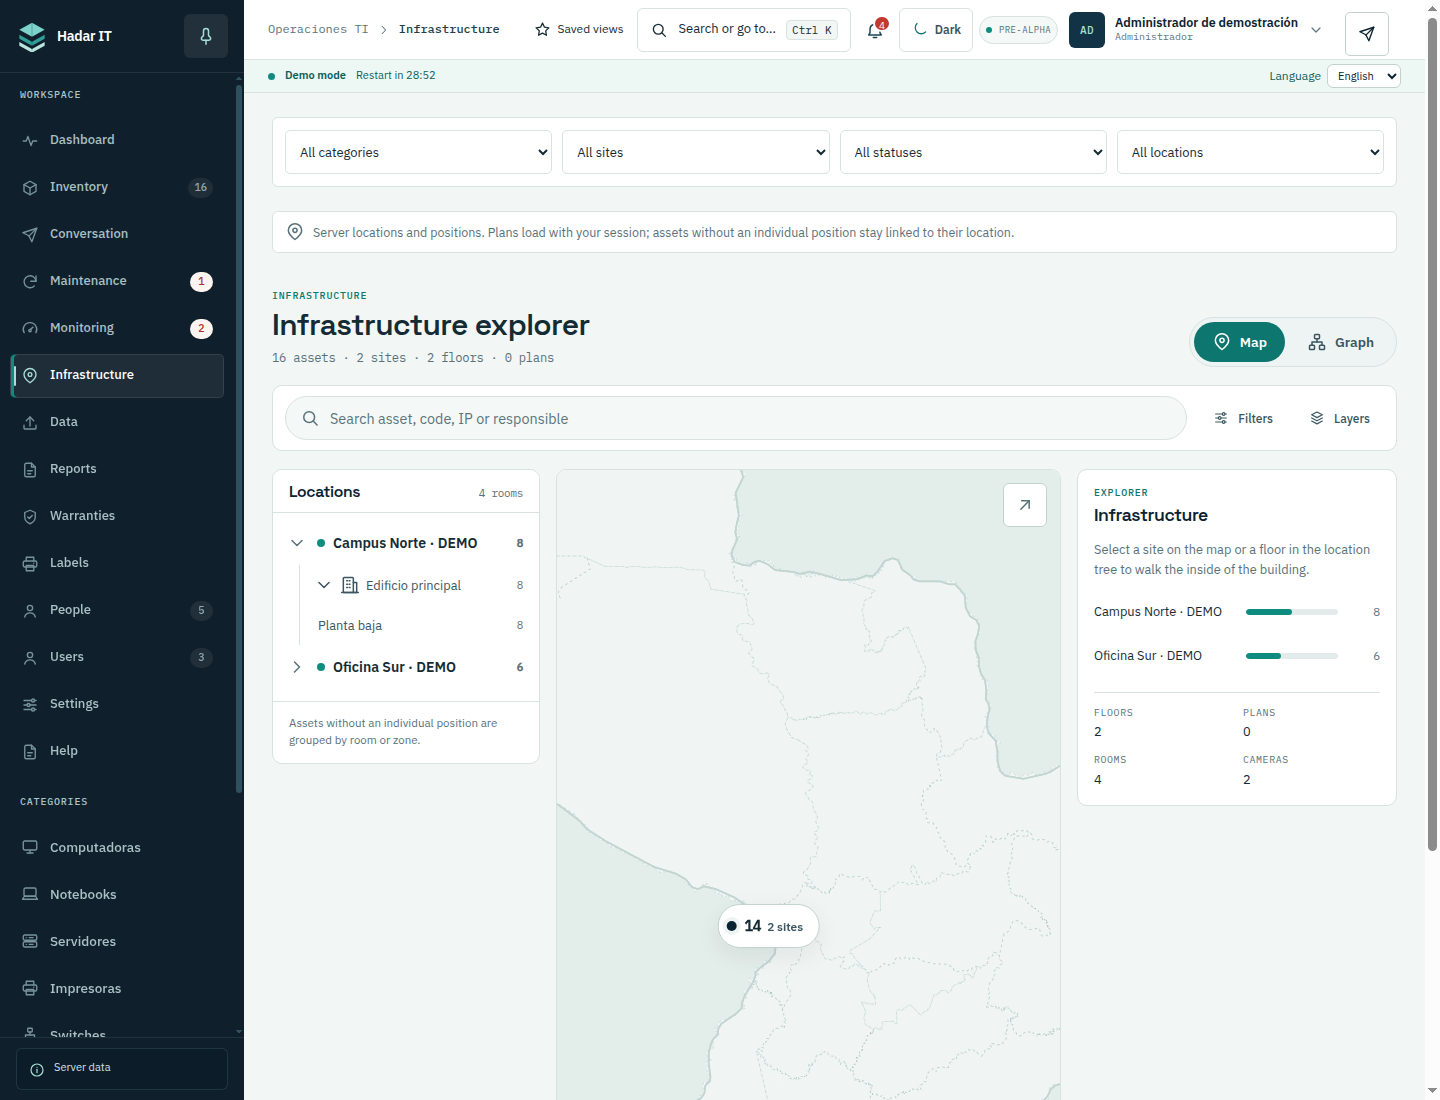 Hadar IT
WORKSPACE
Dashboard
Inventory 16
Conversation
Maintenance 1
Monitoring 2
Infrastructure
Data
Reports
Warranties
Labels
People 5
Users 3
Settings
Help
CATEGORIES
Computadoras
Notebooks
Servidores
Impresoras
Switches
Server data
Operaciones TI > Infrastructure
Saved views
Search or go to... Ctrl K
4
Dark
PRE-ALPHA
AD
Administrador de demostración
Administrador
Demo mode Restart in 28:52
Language English
All categories
All sites
All statuses
All locations
Server locations and positions. Plans load with your session; assets without an individual position stay linked to their location.
INFRASTRUCTURE
Infrastructure explorer
16 assets · 2 sites · 2 floors · 0 plans
Map
Graph
Search asset, code, IP or responsible
Filters
Layers
Locations 4 rooms
Campus Norte · DEMO 8
Edificio principal 8
Planta baja 8
Oficina Sur · DEMO 6
Assets without an individual position are
grouped by room or zone.
14 2 sites
EXPLORER
Infrastructure
Select a site on the map or a floor in the location
tree to walk the inside of the building.
Campus Norte · DEMO 8
Oficina Sur · DEMO 6
FLOORS PLANS
2 0
ROOMS CAMERAS
4 2